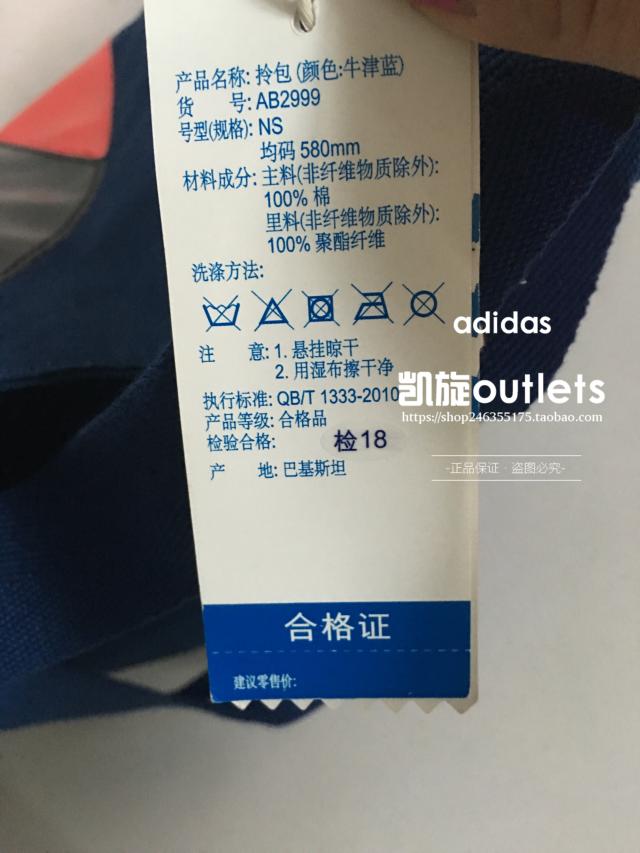 产品名称: 拎包 (颜色:牛津蓝)
货 号: AB2999
号型(规格): NS
均码 580mm
材料成分: 主料(非纤维物质除外):
100% 棉
里料(非纤维物质除外):
100% 聚酯纤维
洗涤方法:
注 意: 1. 悬挂晾干
2. 用湿布擦干净
执行标准: QB/T 1333-2010
产品等级: 合格品
检验合格: 检18
产 地: 巴基斯坦
合格证
建议零售价:
adidas
凯旋outlets
https://shop246355175.taobao.com
-正品保证 · 盗图必究-